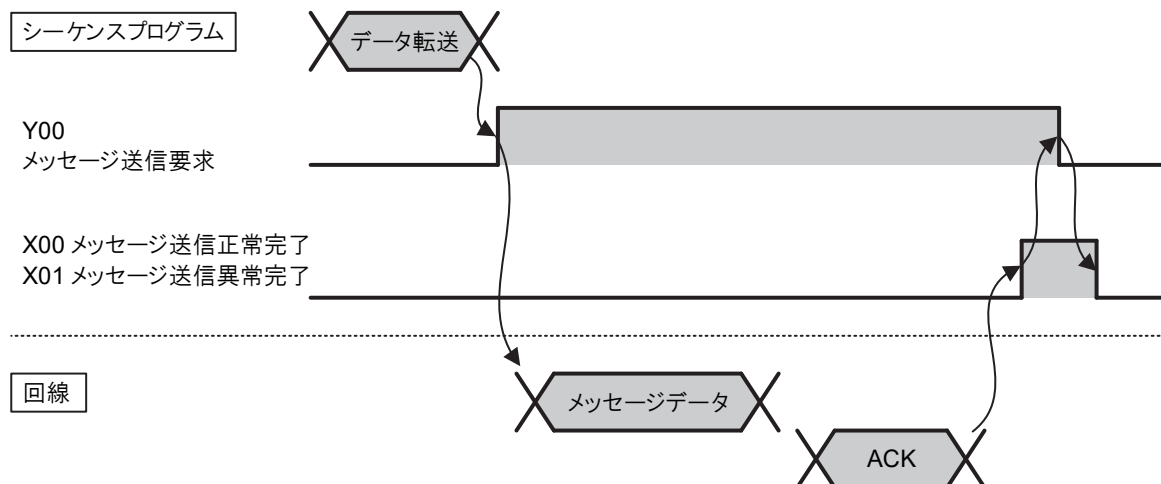 シーケンスプログラム
データ転送
Y00
メッセージ送信要求
X00 メッセージ送信正常完了
X01 メッセージ送信異常完了
回線
メッセージデータ
ACK